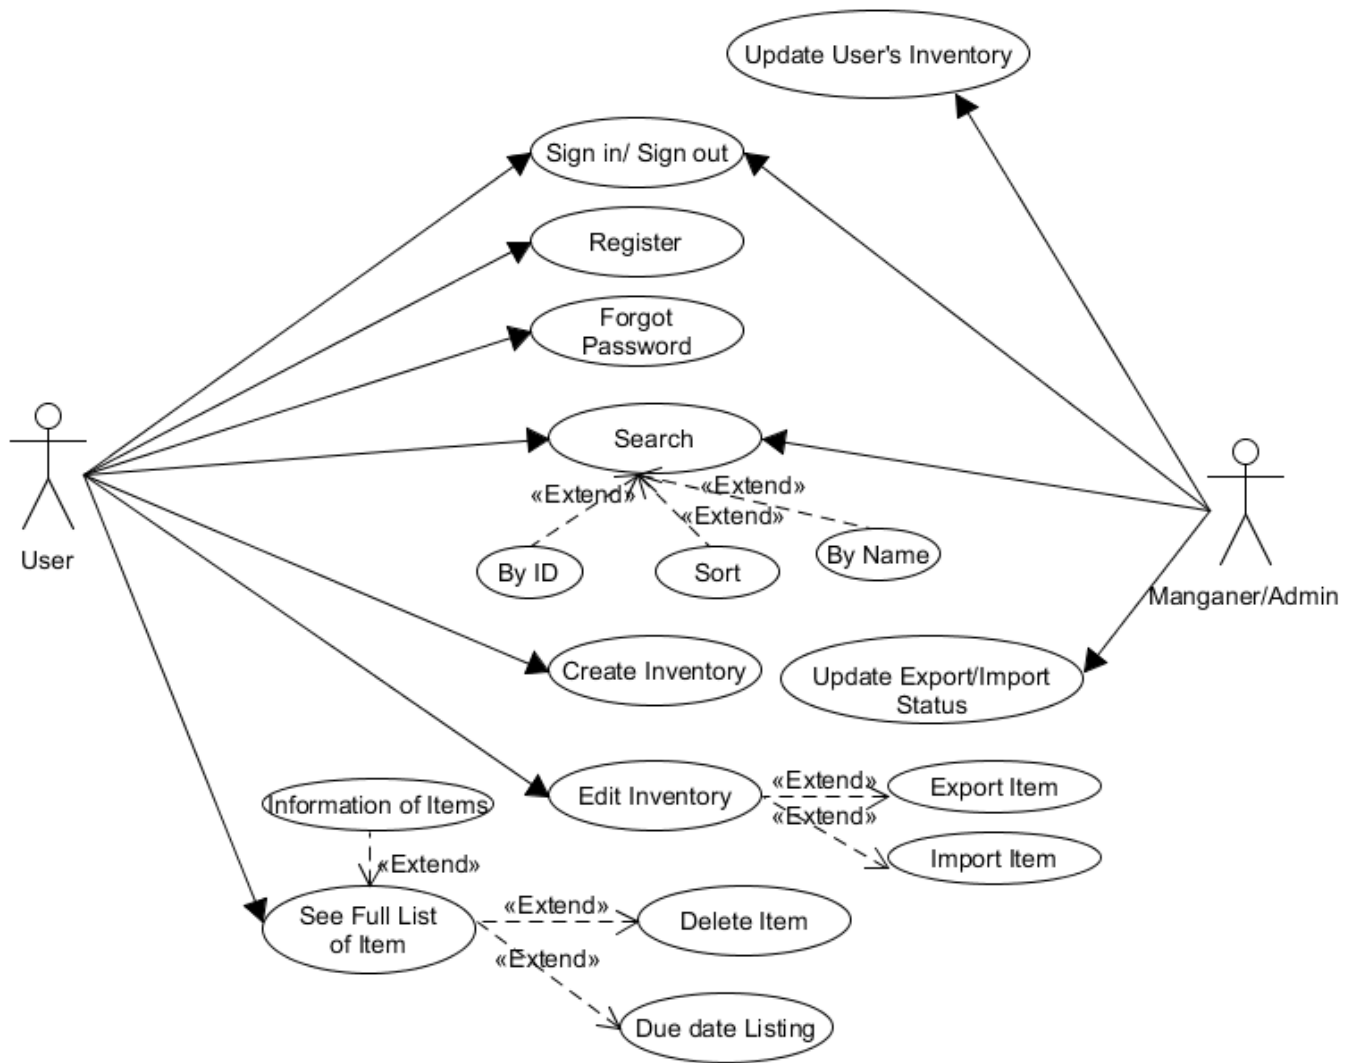 Update User's Inventory
Sign in/ Sign out
Register
Forgot
Password
Search
«Extend»
«Extend»
«Extend»
By ID
Sort
By Name
User
Manganer/Admin
Create Inventory
Update Export/Import
Status
Information of Items
Edit Inventory
«Extend»
Export Item
«Extend»
Import Item
«Extend»
See Full List
of Item
«Extend»
Delete Item
«Extend»
Due date Listing